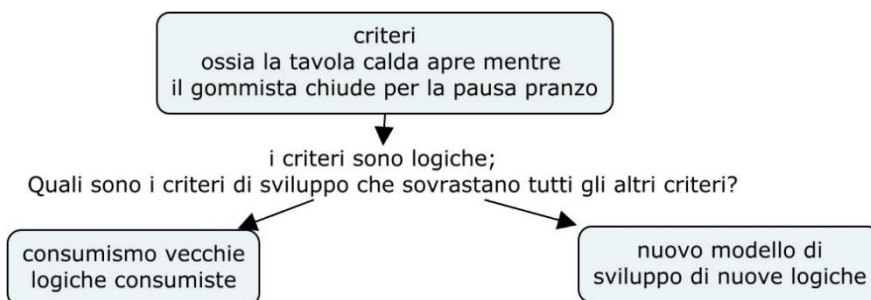 criteri
ossia la tavola calda apre mentre
il gommista chiude per la pausa pranzo
i criteri sono logiche;
Quali sono i criteri di sviluppo che sovrastano tutti gli altri criteri?
consumismo vecchie
logiche consumiste
nuovo modello di
sviluppo di nuove logiche